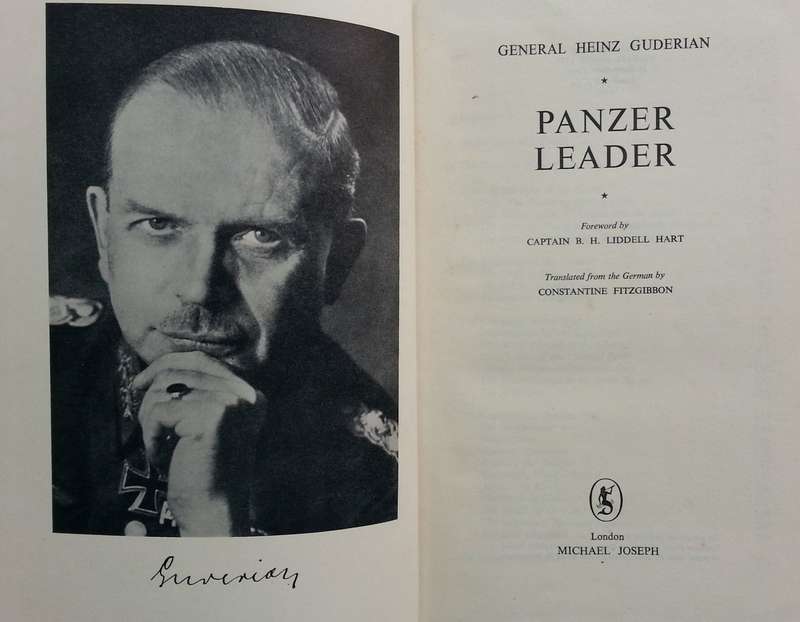 Guderian
GENERAL HEINZ GUDERIAN
PANZER
LEADER
Foreword by
CAPTAIN B. H. LIDDELL HART
Translated from the German by
CONSTANTINE FITZGIBBON
London
MICHAEL JOSEPH